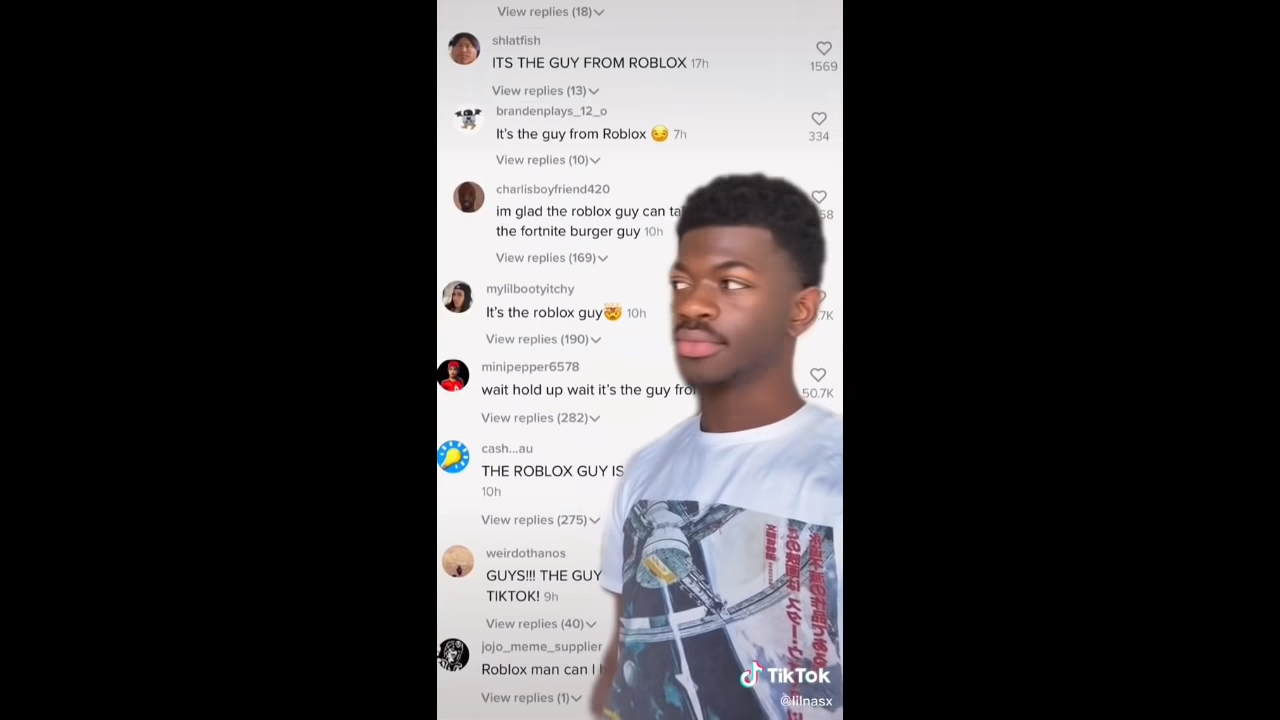 View replies (18)
shlatfish
ITS THE GUY FROM ROBLOX 17h
1569
View replies (13)
brandenplays_12_o
It's the guy from Roblox 😏 7h
334
View replies (10)
charlisboyfriend420
im glad the roblox guy can
the fortnite burger guy 10h
58
View replies (169)
mylilbootyitchy
It's the roblox guy🤯 10h
.7K
View replies (190)
minipepper6578
wait hold up wait it's the guy
50.7K
View replies (282)
cash...au
THE ROBLOX GUY IS
10h
View replies (275)
weirdothanos
GUYS!!! THE GUY
TIKTOK! 9h
View replies (40)
jojo_meme_supplier
Roblox man can I
View replies (1)
TikTok
@lilnasx